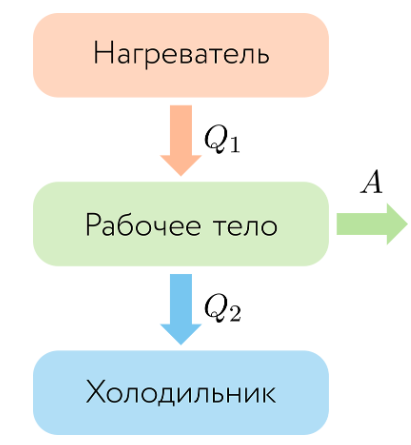 Нагреватель
Q₁
A
Рабочее тело
Q₂
Холодильник